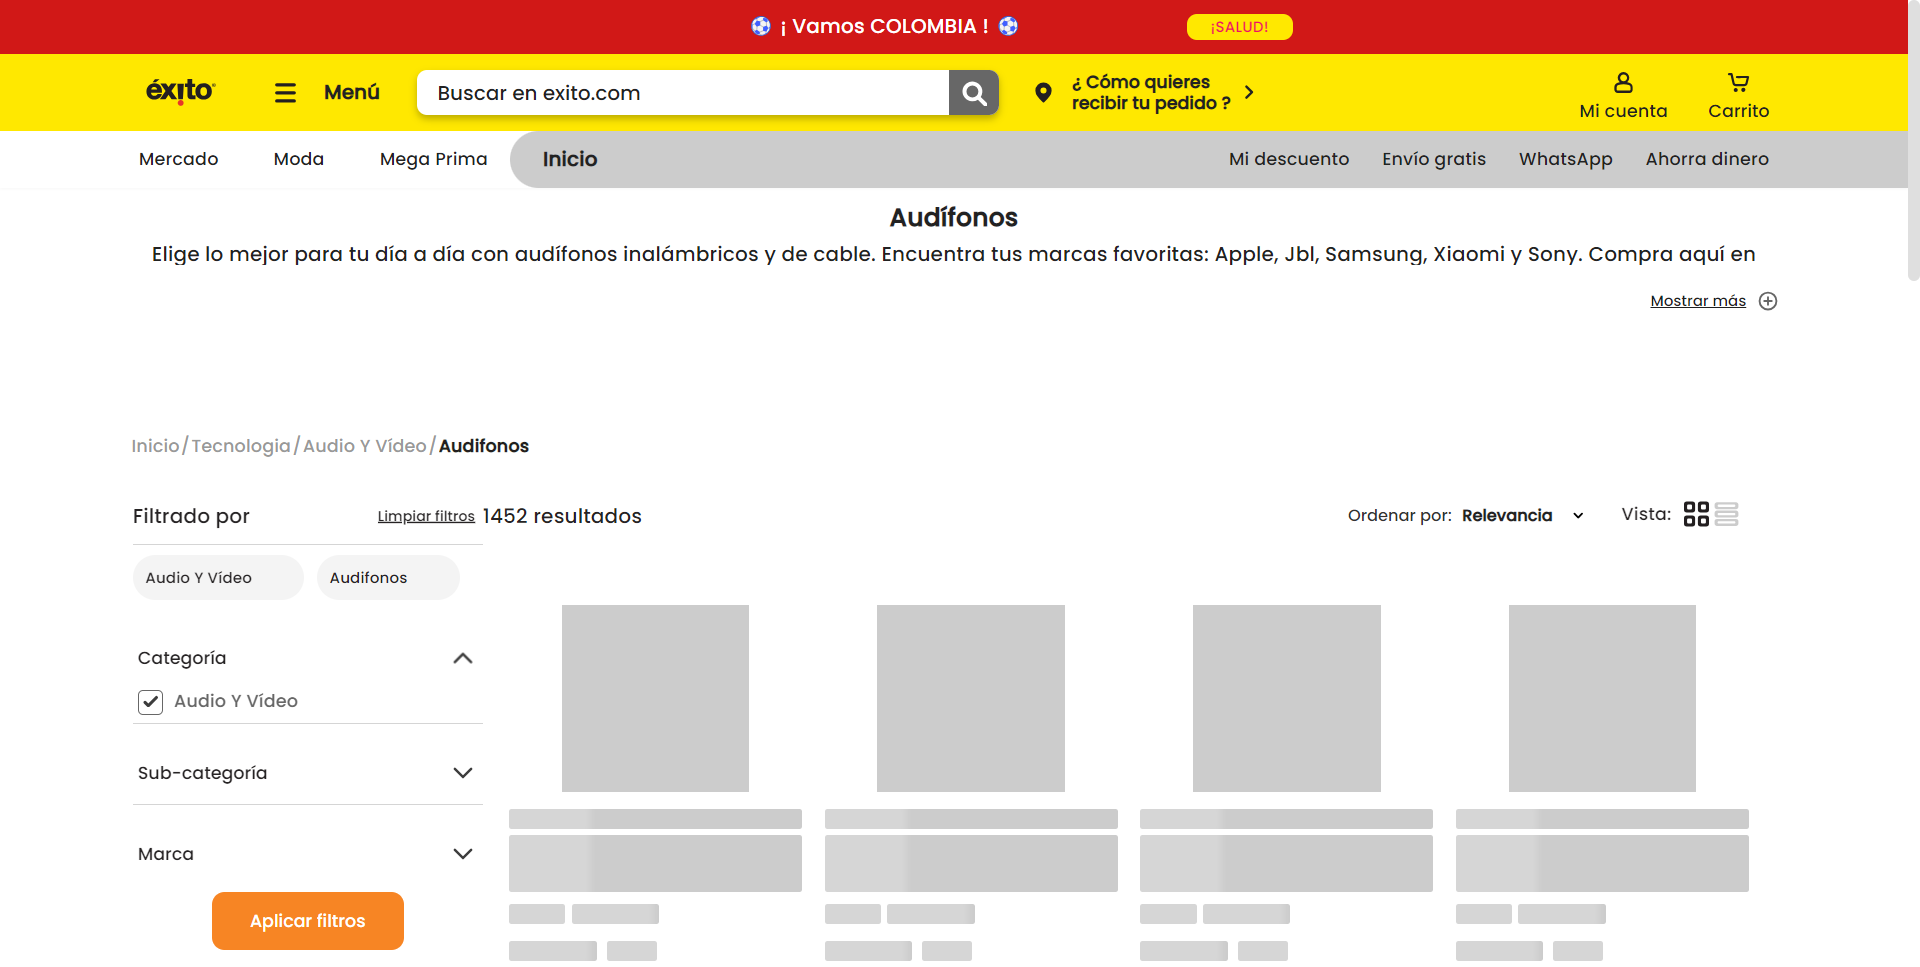 ¡ Vamos COLOMBIA !
¡SALUD!
éxito
Menú
Buscar en exito.com
¿ Cómo quieres
recibir tu pedido ?
Mi cuenta
Carrito
Mercado
Moda
Mega Prima
Inicio
Mi descuento
Envío gratis
WhatsApp
Ahorra dinero
Audífonos
Elige lo mejor para tu día a día con audífonos inalámbricos y de cable. Encuentra tus marcas favoritas: Apple, Jbl, Samsung, Xiaomi y Sony. Compra aquí en
Mostrar más
Inicio/Tecnologia/Audio Y Vídeo/Audifonos
Filtrado por
Limpiar filtros
1452 resultados
Ordenar por: Relevancia
Vista:
Audio Y Vídeo
Audifonos
Categoría
Audio Y Vídeo
Sub-categoría
Marca
Aplicar filtros